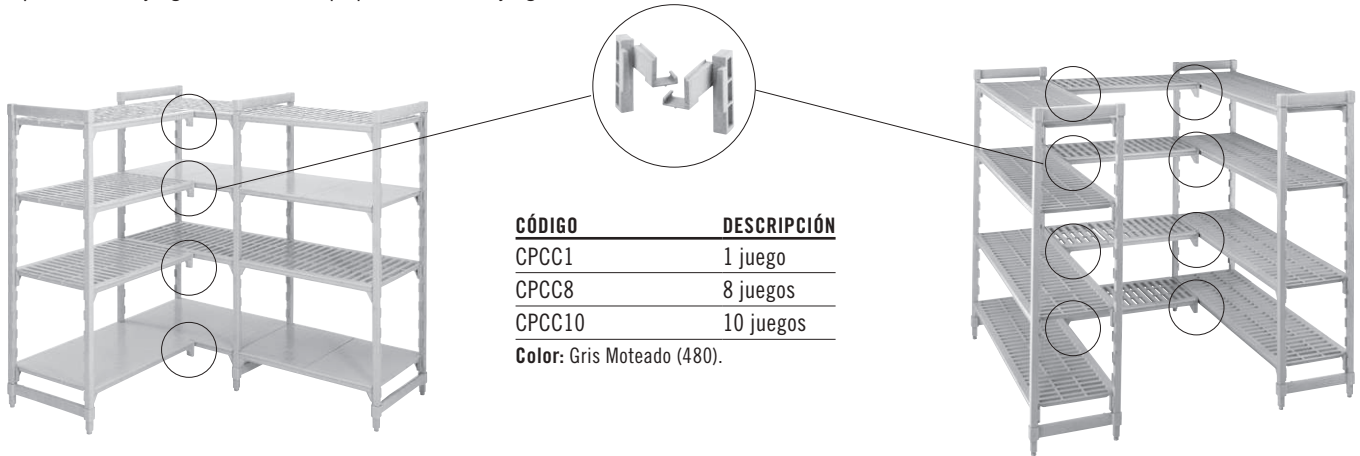 CÓDIGO DESCRIPCIÓN
CPCC1 1 juego
CPCC8 8 juegos
CPCC10 10 juegos
Color: Gris Moteado (480).